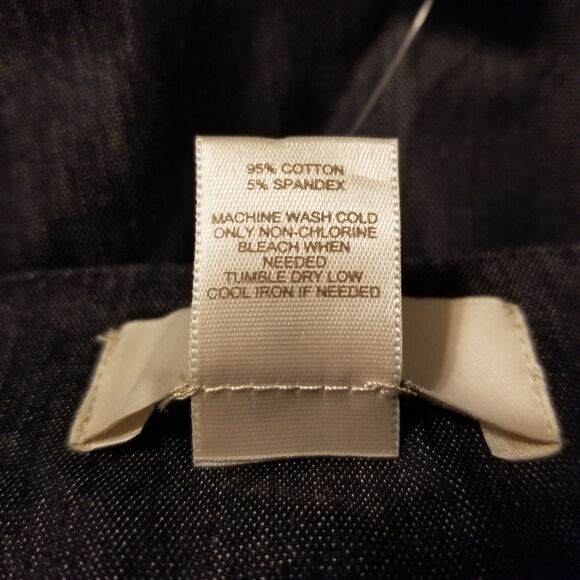 95% COTTON
5% SPANDEX
MACHINE WASH COLD
ONLY NON-CHLORINE
BLEACH WHEN
NEEDED
TUMBLE DRY LOW
COOL IRON IF NEEDED